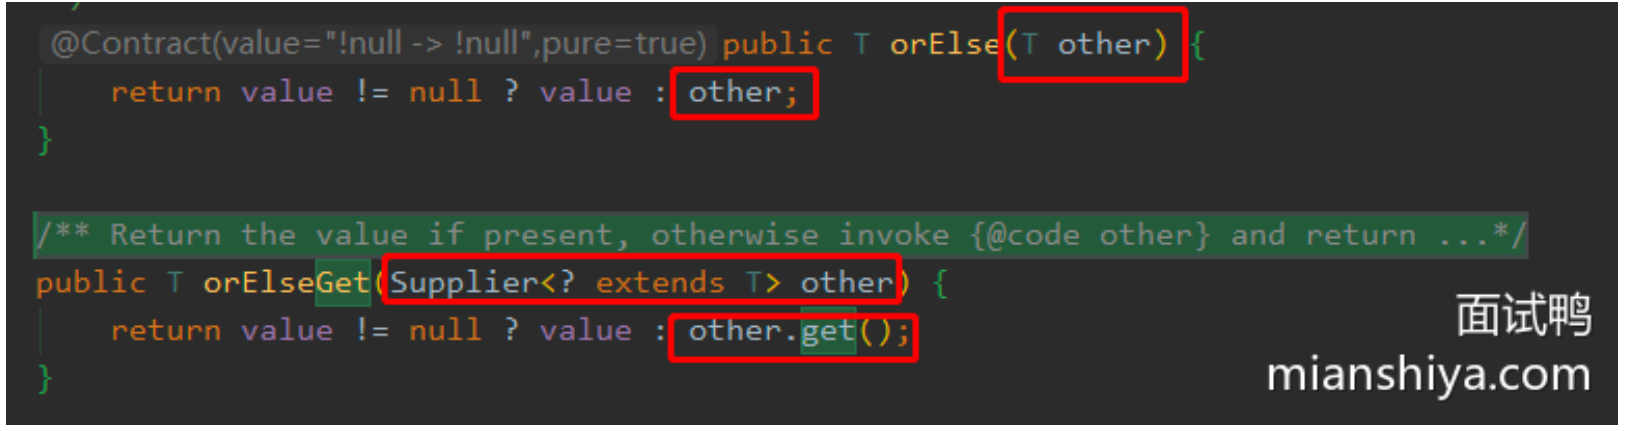 @Contract(value="!null -> !null",pure=true) public T orElse(T other) {
return value != null ? value : other;
}
/** Return the value if present, otherwise invoke {@code other} and return ...*/
public T orElseGet(Supplier<? extends T> other) {
return value != null ? value : other.get();
}
面试鸭
mianshiya.com